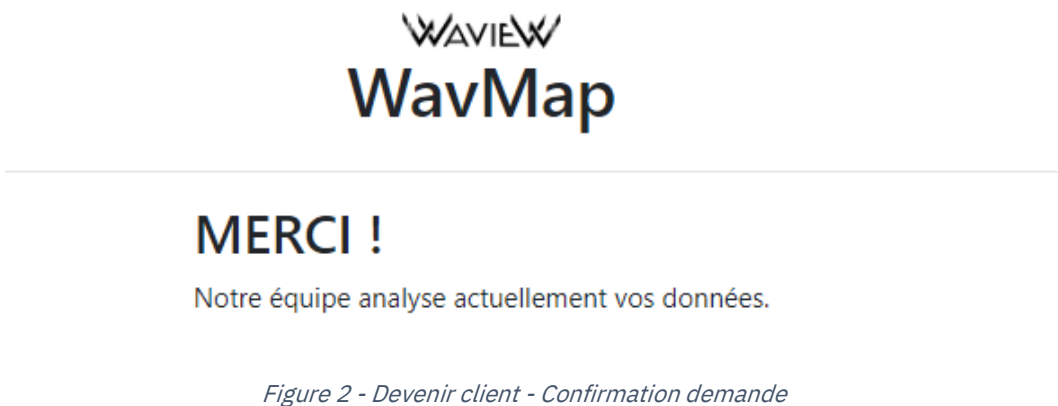 WAVIEW
WavMap
MERCI !
Notre équipe analyse actuellement vos données.
Figure 2 - Devenir client - Confirmation demande